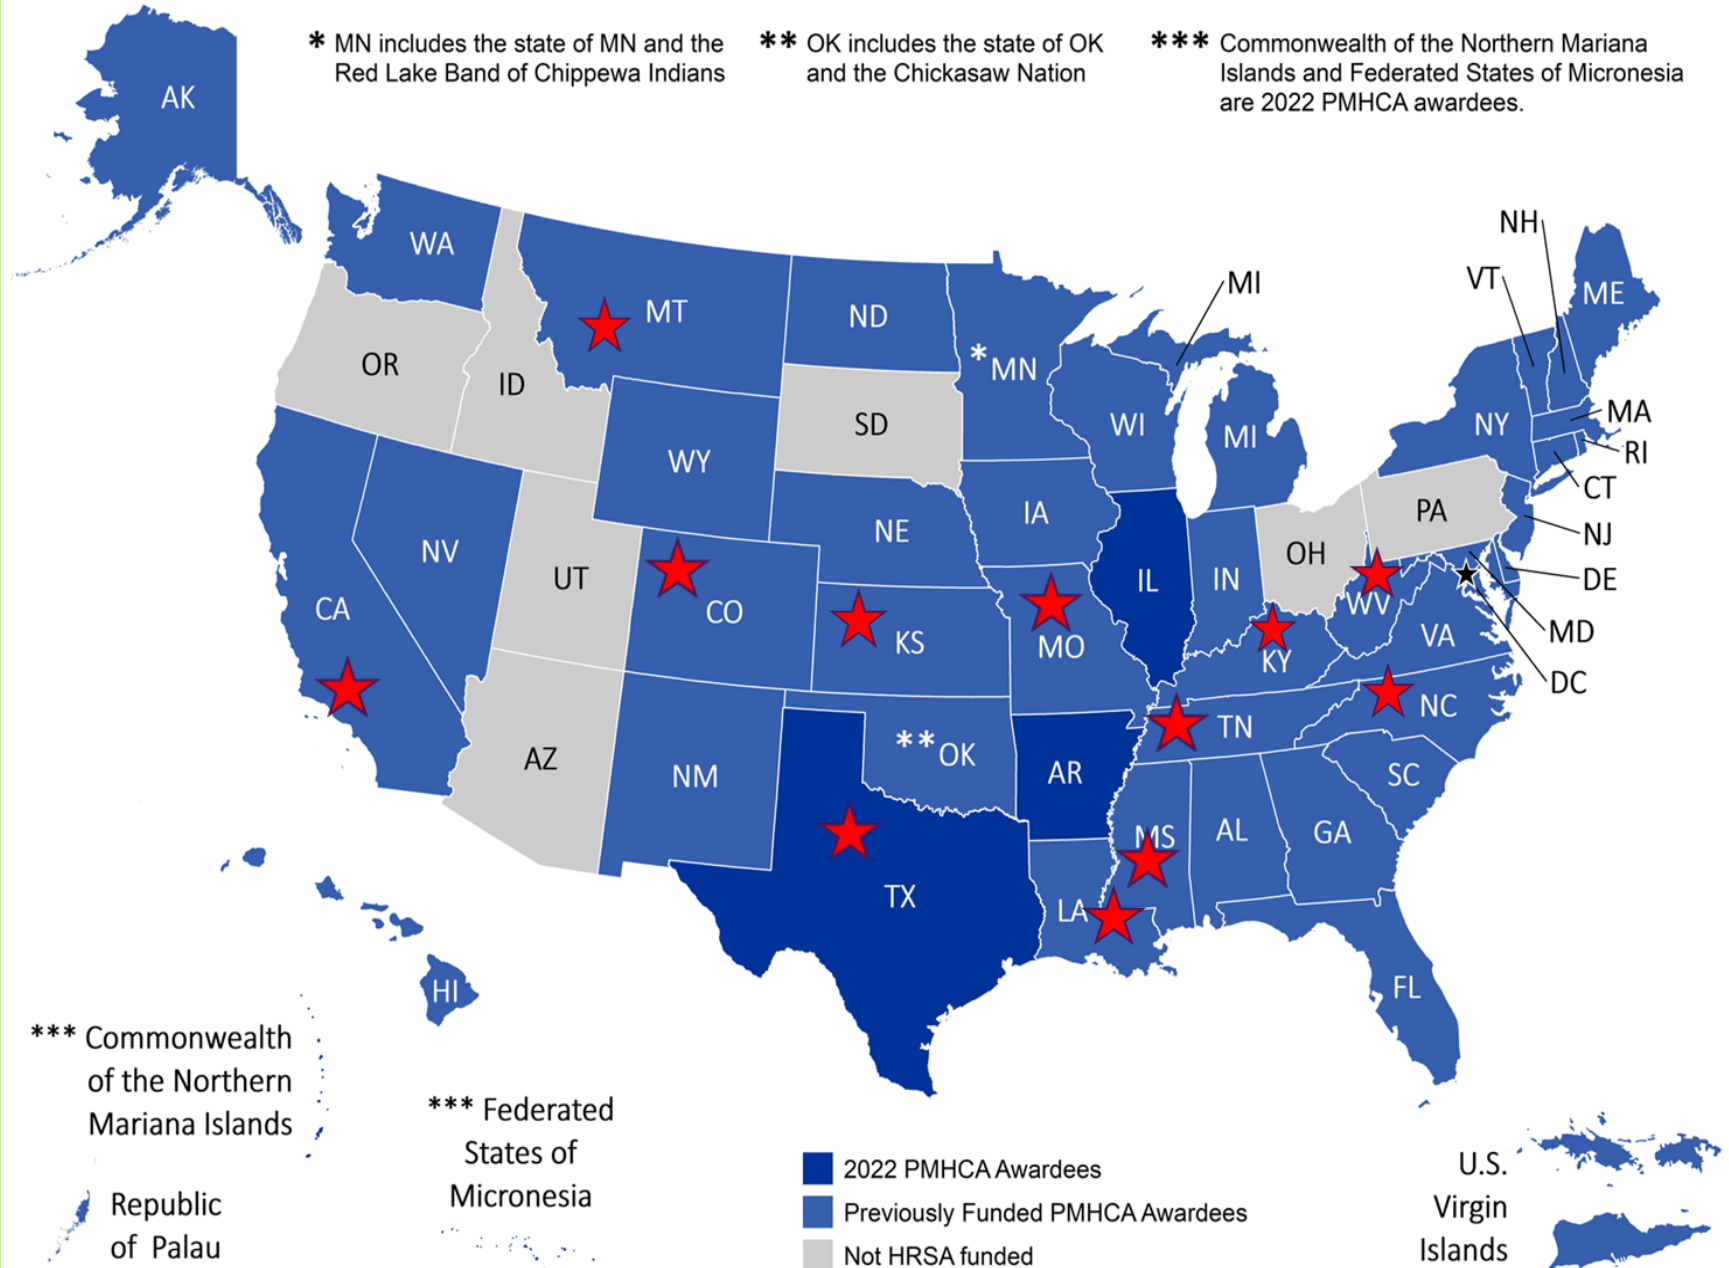 * MN includes the state of MN and the
Red Lake Band of Chippewa Indians
** OK includes the state of OK
and the Chickasaw Nation
*** Commonwealth of the Northern Mariana
Islands and Federated States of Micronesia
are 2022 PMHCA awardees.
AK
WA
OR
ID
MT
ND
*MN
SD
WY
WI
MI
MI
NH
VT
ME
NY
MA
RI
CT
NJ
DE
MD
DC
PA
OH
IN
IL
IA
NE
NV
UT
CA
CO
KS
MO
KY
WV
VA
NC
TN
SC
GA
AL
MS
AR
LA
**OK
TX
NM
AZ
FL
HI
*** Commonwealth
of the Northern
Mariana Islands
*** Federated
States of
Micronesia
Republic
of Palau
2022 PMHCA Awardees
Previously Funded PMHCA Awardees
Not HRSA funded
U.S.
Virgin
Islands